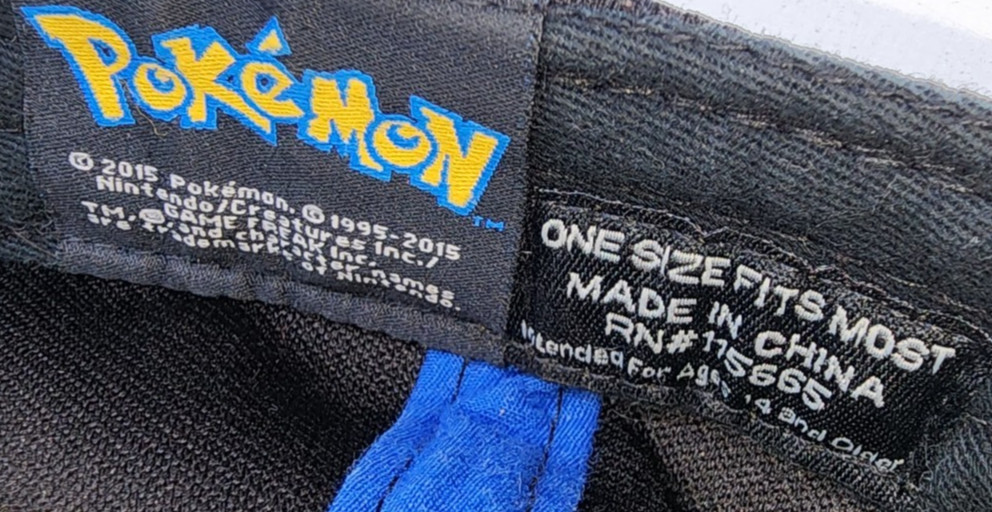 Pokémon
TM
© 2015 Pokémon. © 1995-2015
Nintendo/Creatures inc./
GAME FREAK inc.
TM, ® and character names
are trademarks of Nintendo.
ONE SIZE FITS MOST
MADE IN CHINA
RN# 115665
Intended For Ages 14 and Older